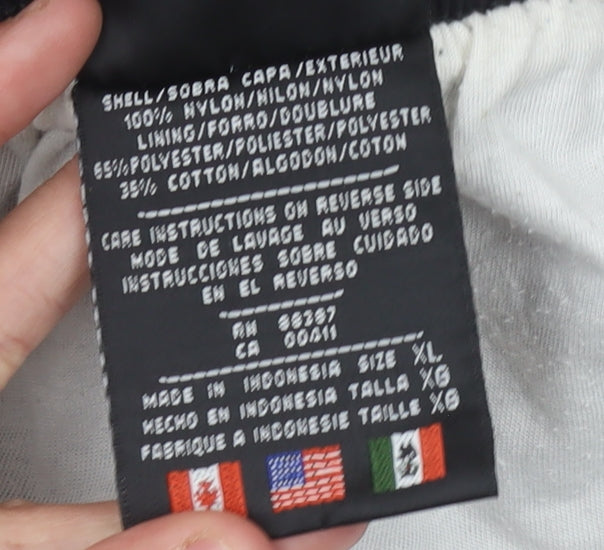 SHELL/SOBRA CAPA/EXTERIEUR
100% NYLON/NILON/NYLON
LINING/FORRO/DOUBLURE
65%POLYESTER/POLIESTER/POLYESTER
35% COTTON/ALGODON/COTON
CARE INSTRUCTIONS ON REVERSE SIDE
MODE DE LAVAGE AU VERSO
INSTRUCCIONES SOBRE CUIDADO
EN EL REVERSO
RN
CA 00411
MADE IN INDONESIA SIZE XL
HECHO EN INDONESIA TALLA XG
FABRIQUE A INDONESIE TAILLE XG